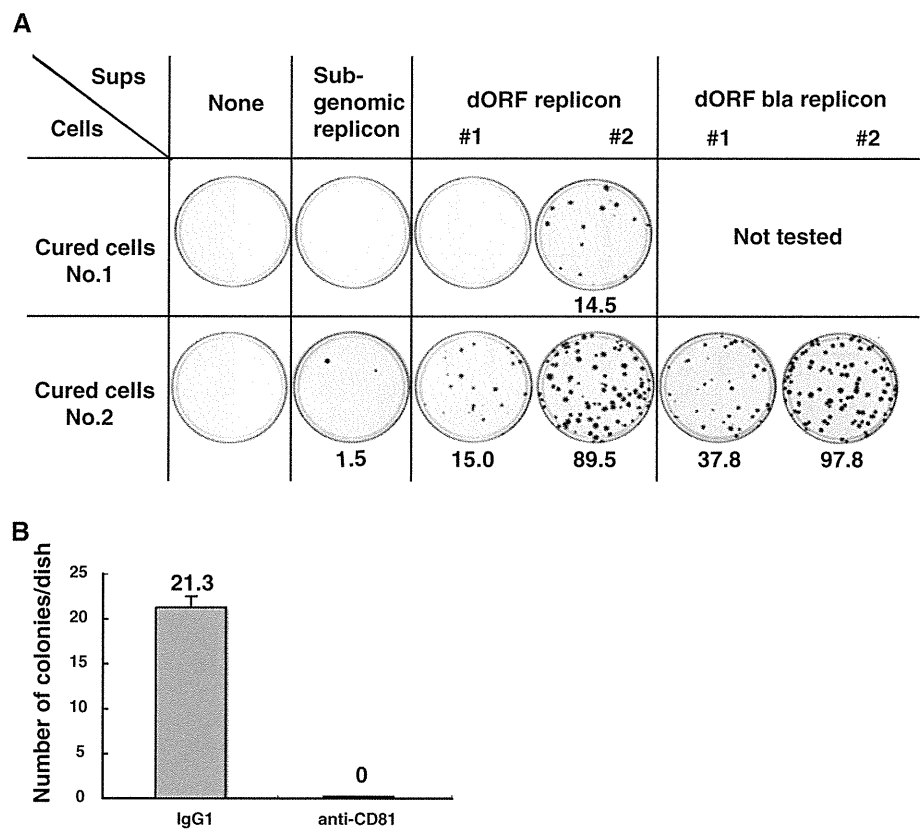 A
Sups
Cells
None
Sub-
genomic
replicon
dORF replicon
#1 #2
dORF bla replicon
#1 #2
Cured cells
No.1
14.5
Not tested
Cured cells
No.2
1.5 15.0 89.5 37.8 97.8
B
Number of colonies/dish
25
20
15
10
5
0
21.3
0
IgG1 anti-CD81